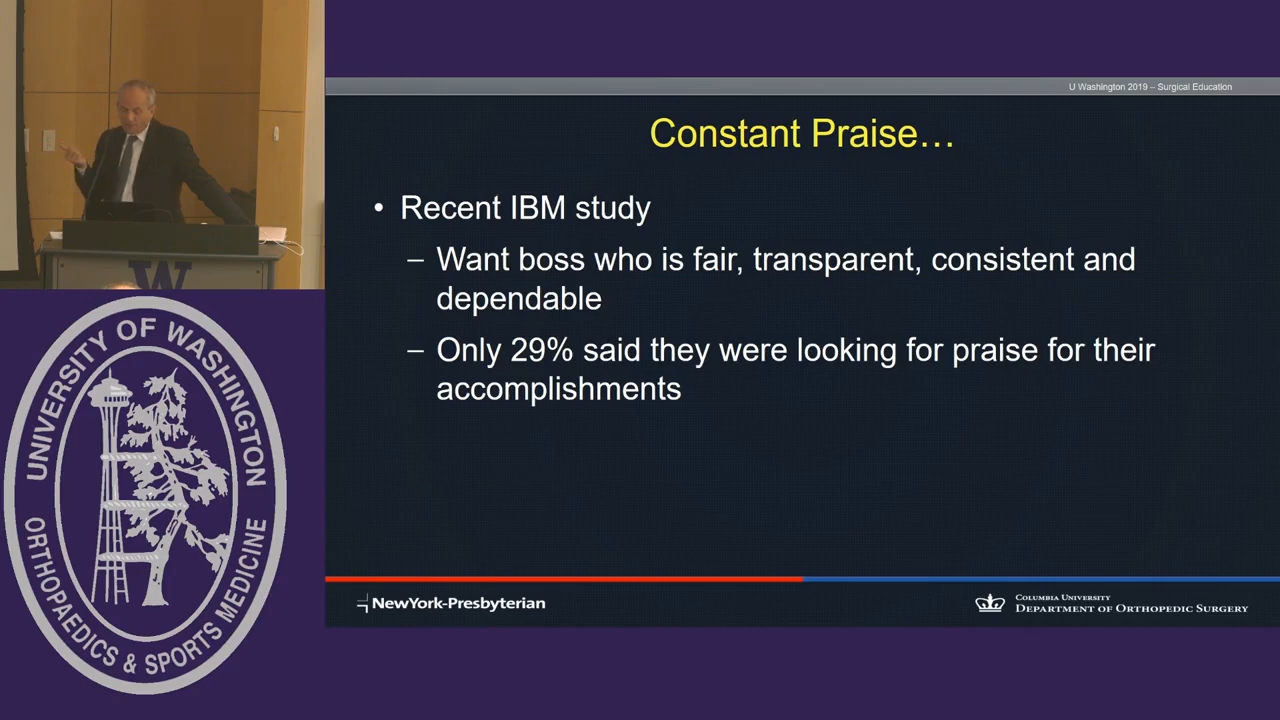 U Washington 2019 – Surgical Education
Constant Praise…
• Recent IBM study
– Want boss who is fair, transparent, consistent and
dependable
– Only 29% said they were looking for praise for their
accomplishments
NewYork-Presbyterian
COLUMBIA UNIVERSITY
DEPARTMENT OF ORTHOPEDIC SURGERY
W
UNIVERSITY OF WASHINGTON
ORTHOPAEDICS & SPORTS MEDICINE